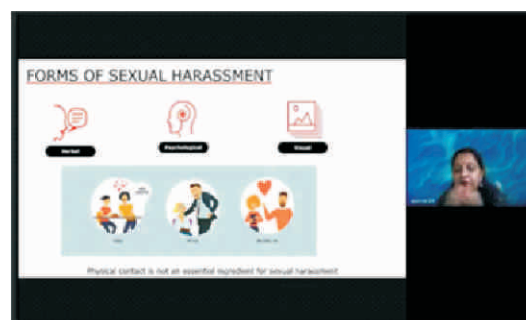 FORMS OF SEXUAL HARASSMENT
Verbal
Psychological
Visual
Physical contact is not an essential ingredient for sexual harassment